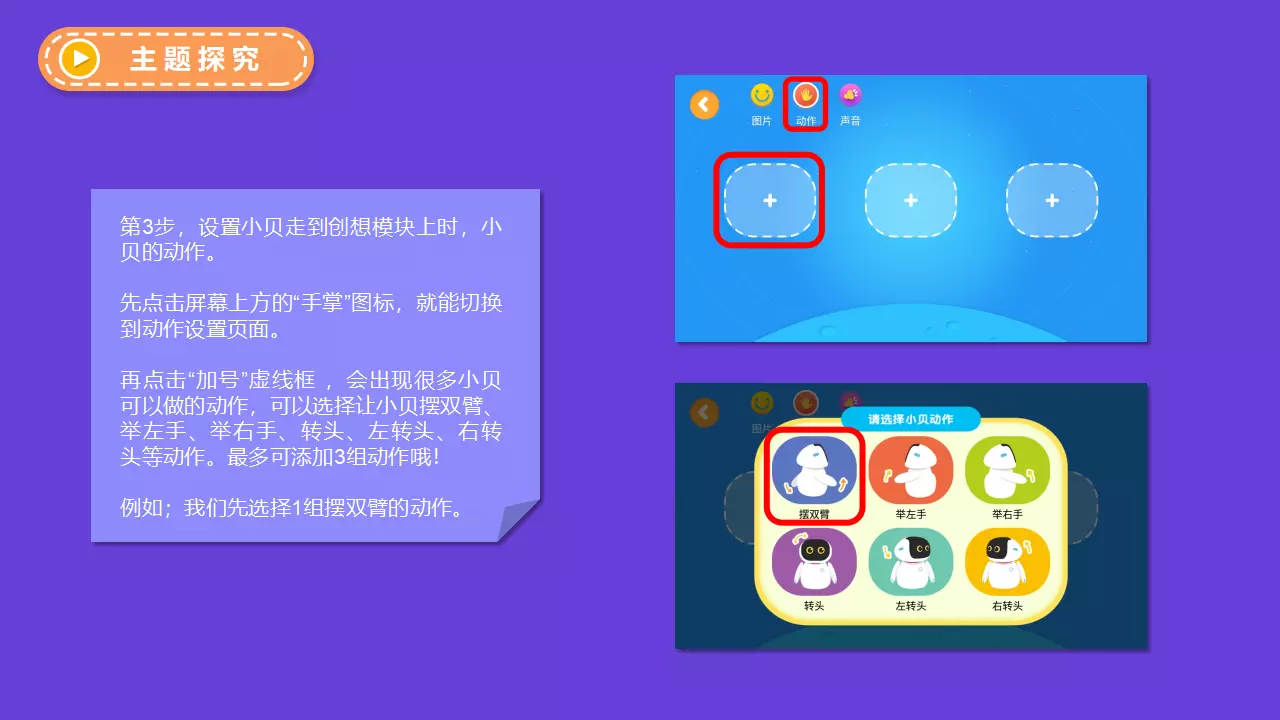 主题探究
第3步，设置小贝走到创想模块上时，小
贝的动作。
先点击屏幕上方的“手掌”图标，就能切换
到动作设置页面。
再点击“加号”虚线框 ，会出现很多小贝
可以做的动作，可以选择让小贝摆双臂、
举左手、举右手、转头、左转头、右转
头等动作。最多可添加3组动作哦！
例如；我们先选择1组摆双臂的动作。
图片
动作
声音
图片
请选择小贝动作
摆双臂
举左手
举右手
转头
左转头
右转头